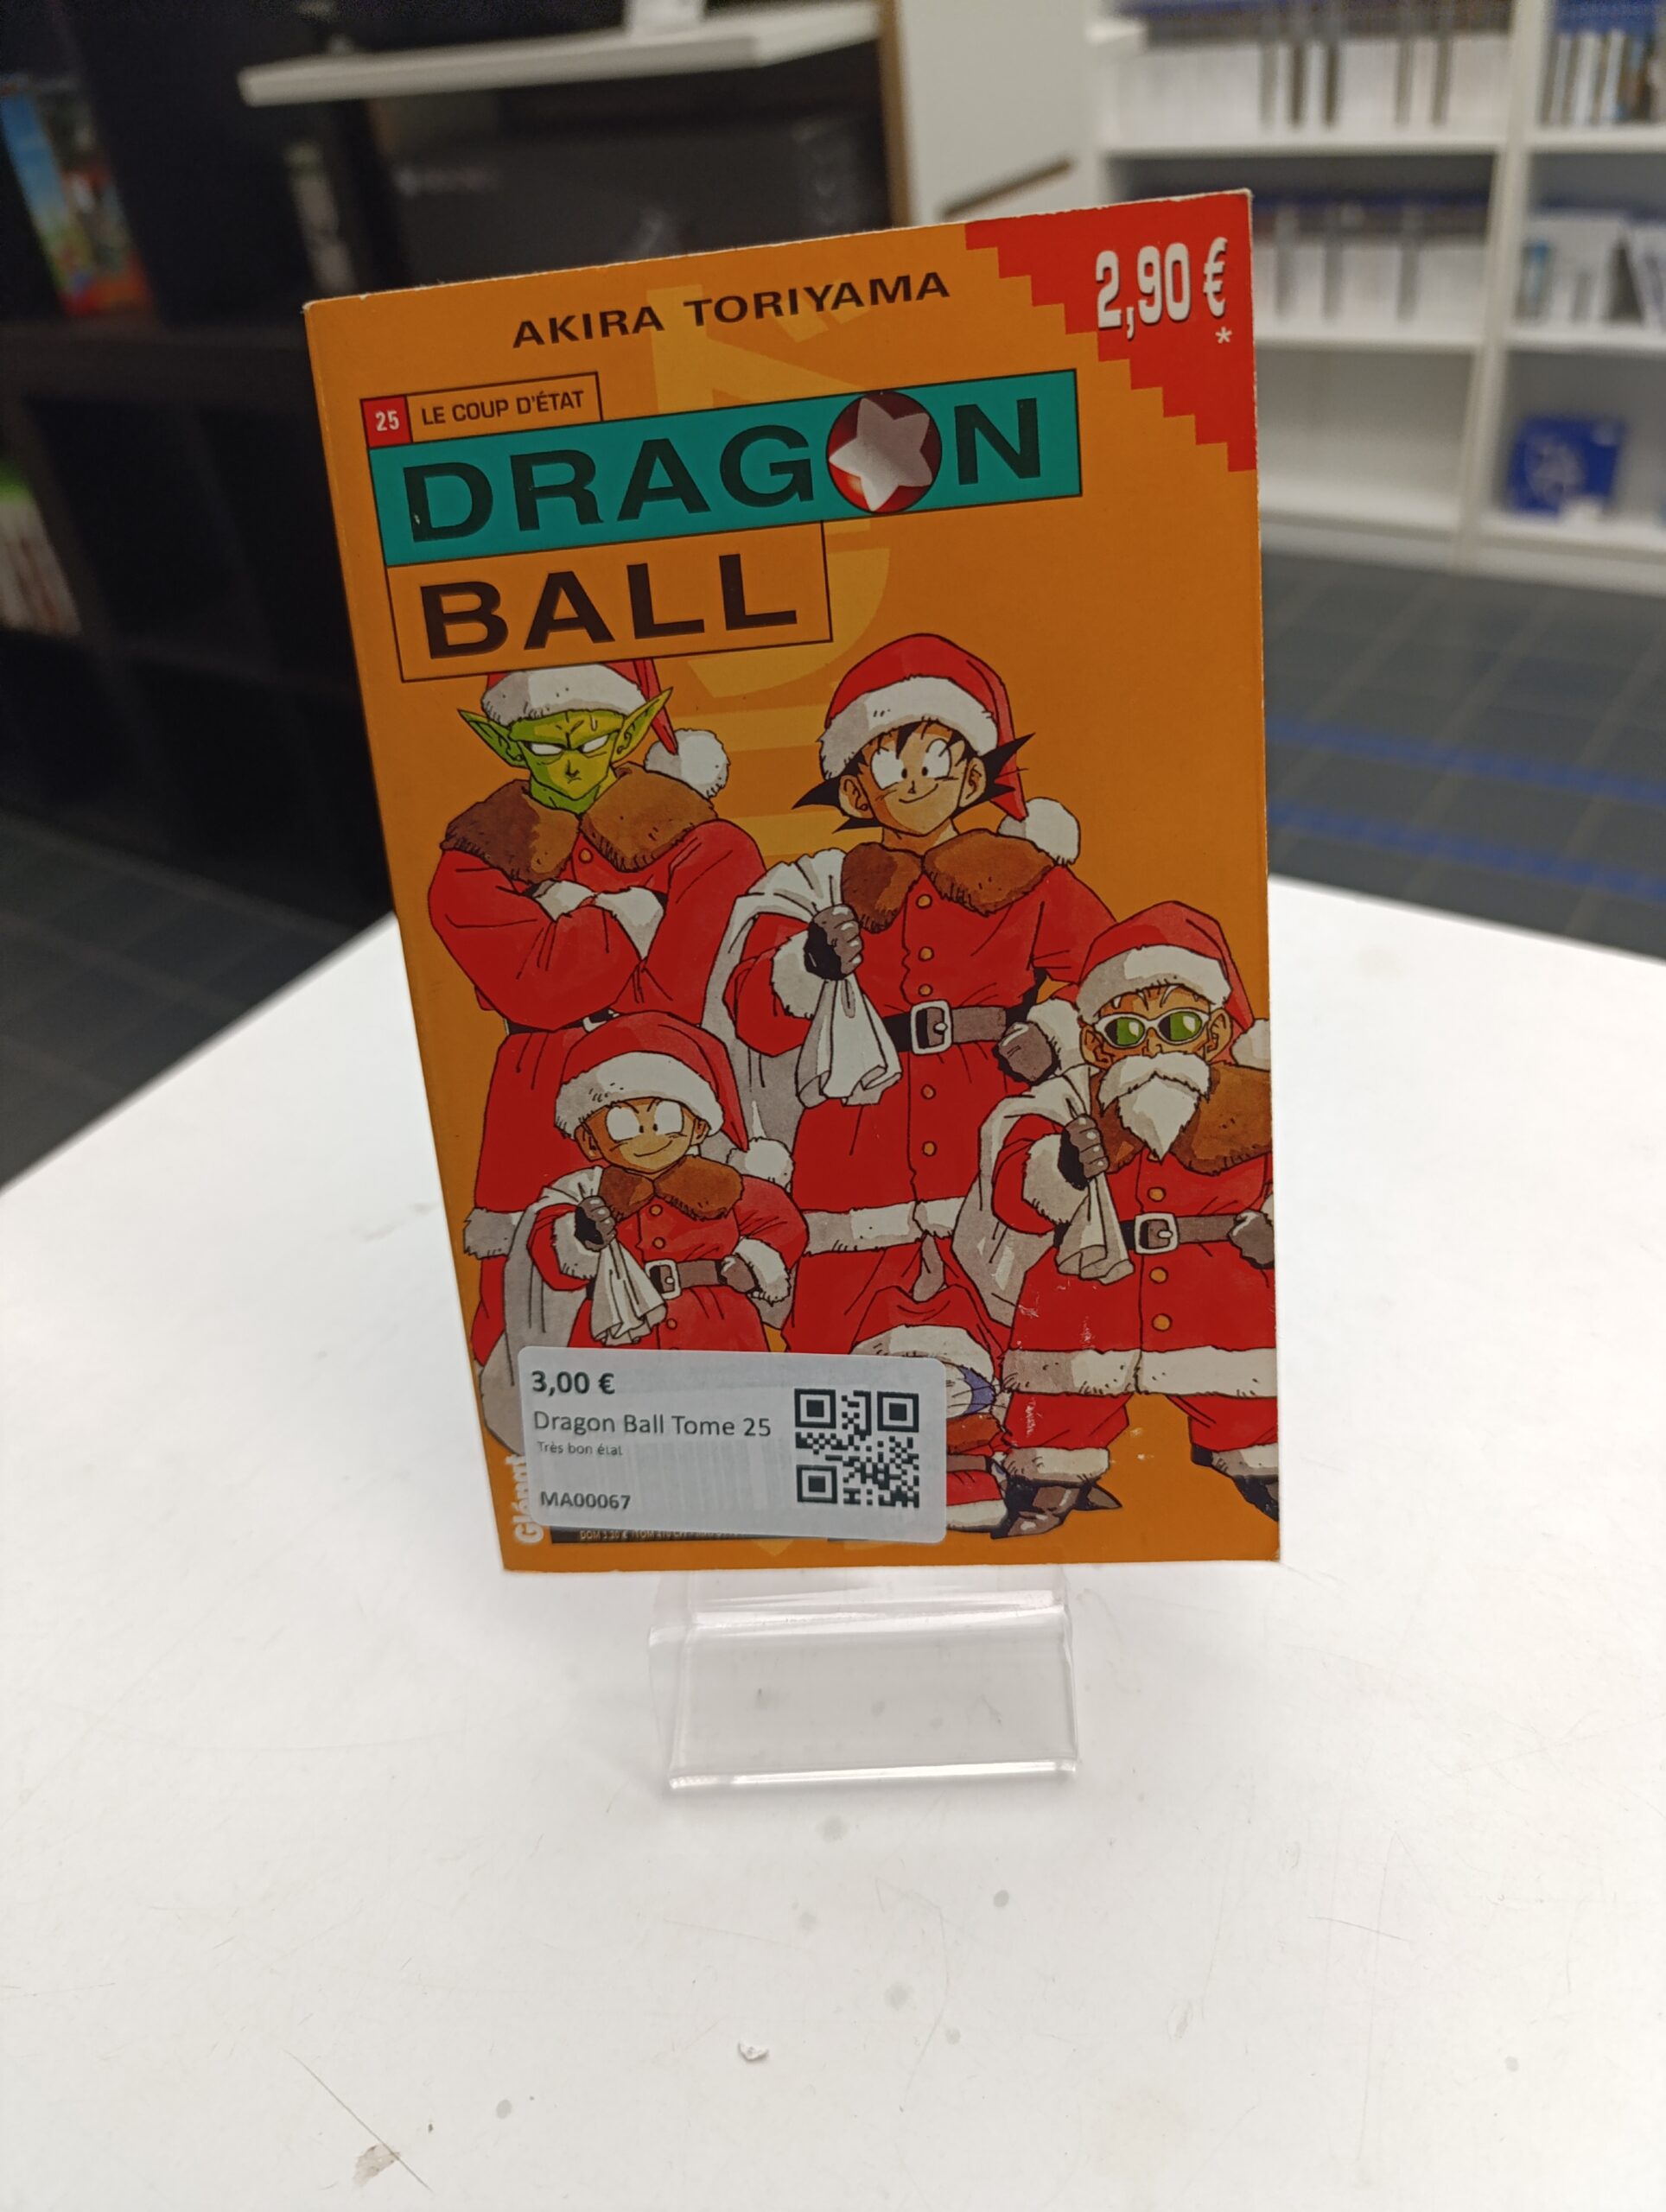 AKIRA TORIYAMA
2,90 €
*
25 LE COUP D'ÉTAT
DRAGON
BALL
3,00 €
Dragon Ball Tome 25
Très bon état
MA00067
Glénat